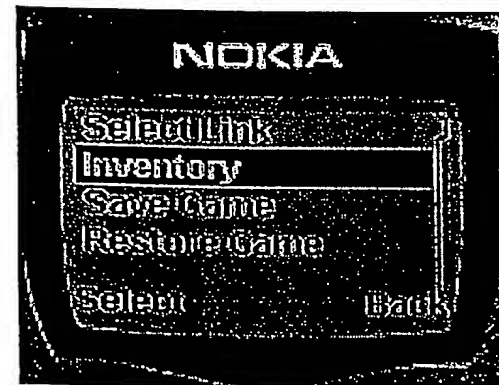 NOKIA
Select Link
Inventory
Save Game
Restore Game
Select Back